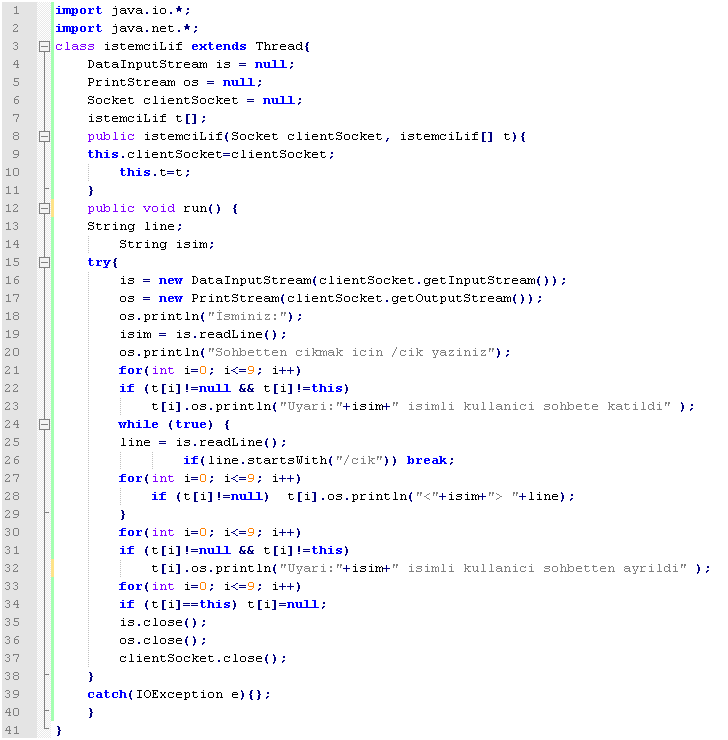 1 import java.io.*;
2 import java.net.*;
3 class istemciLif extends Thread{
4 DataInputStream is = null;
5 PrintStream os = null;
6 Socket clientSocket = null;
7 istemciLif t[];
8 public istemciLif(Socket clientSocket, istemciLif[] t){
9 this.clientSocket=clientSocket;
10 this.t=t;
11 }
12 public void run() {
13 String line;
14 String isim;
15 try{
16 is = new DataInputStream(clientSocket.getInputStream());
17 os = new PrintStream(clientSocket.getOutputStream());
18 os.println("İsminiz:");
19 isim = is.readLine();
20 os.println("Sohbetten cikmak icin /cik yaziniz");
21 for(int i=0; i<=9; i++)
22 if (t[i]!=null && t[i]!=this)
23 t[i].os.println("Uyari:"+isim+" isimli kullanici sohbete katildi" );
24 while (true) {
25 line = is.readLine();
26 if(line.startsWith("/cik")) break;
27 for(int i=0; i<=9; i++)
28 if (t[i]!=null)  t[i].os.println("<"+isim+"> "+line);
29 }
30 for(int i=0; i<=9; i++)
31 if (t[i]!=null && t[i]!=this)
32 t[i].os.println("Uyari:"+isim+" isimli kullanici sohbetten ayrildi" );
33 for(int i=0; i<=9; i++)
34 if (t[i]==this) t[i]=null;
35 is.close();
36 os.close();
37 clientSocket.close();
38 }
39 catch(IOException e){};
40 }
41 }